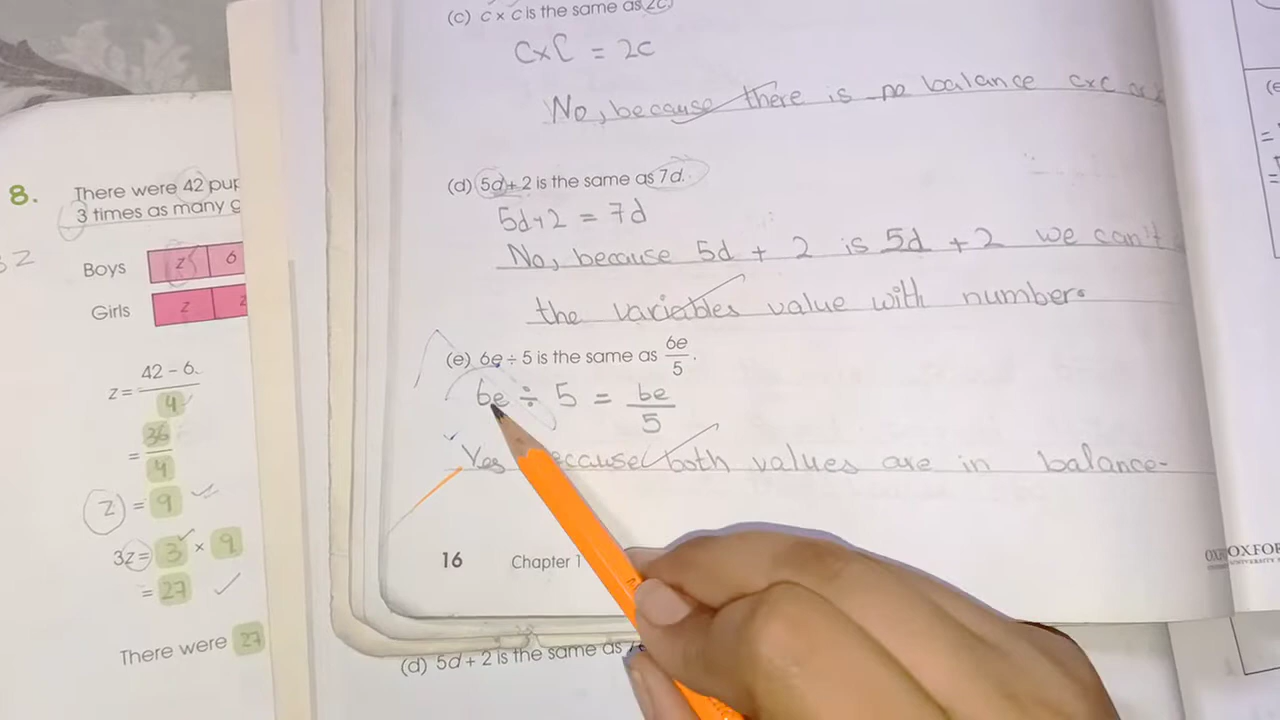 (c) c × c is the same as 2c.
C×C = 2c
No, because there is no balance c×c
(d) 5d + 2 is the same as 7d.
5d+2 = 7d
No, because 5d + 2 is 5d + 2 we can't
the variables value with number.
(e) 6e ÷ 5 is the same as 6e/5.
6e ÷ 5 = 6e/5
Yes because both values are in balance.
16 Chapter 1
8. There were 42 pup
3 times as many g
3Z
Boys z 6
Girls z z
z = 42 – 6 / 4
= 36 / 4
z = 9
3z = 3 × 9
= 27
There were 27
(d) 5d + 2 is the same as
OXFOR
(e
=
=